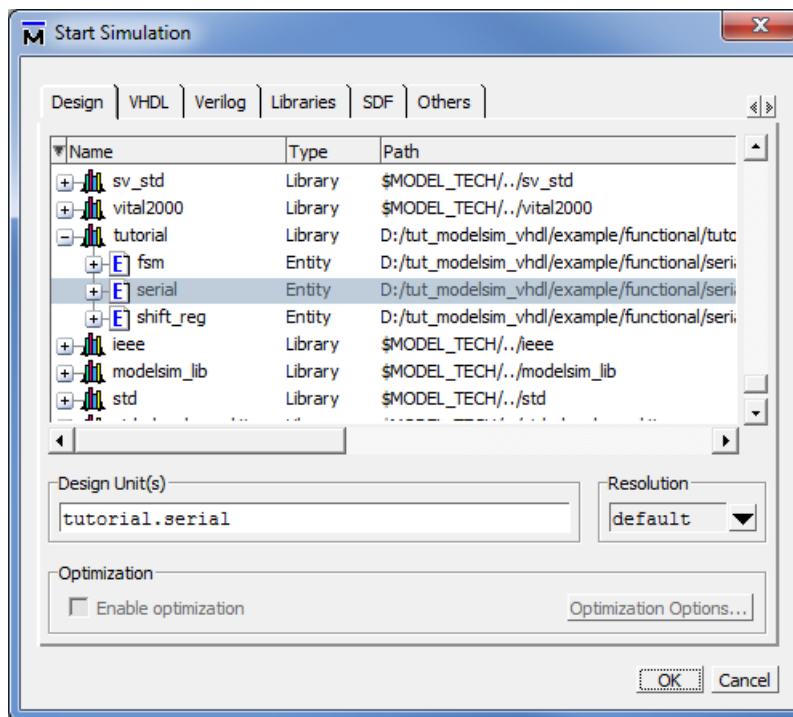 Start Simulation
Design VHDL Verilog Libraries SDF Others
Name Type Path
sv_std Library $MODEL_TECH/../sv_std
vital2000 Library $MODEL_TECH/../vital2000
tutorial Library D:/tut_modelsim_vhdl/example/functional/tuto
fsm Entity D:/tut_modelsim_vhdl/example/functional/seri
serial Entity D:/tut_modelsim_vhdl/example/functional/seri
shift_reg Entity D:/tut_modelsim_vhdl/example/functional/seri
ieee Library $MODEL_TECH/../ieee
modelsim_lib Library $MODEL_TECH/../modelsim_lib
std Library $MODEL_TECH/../std
Design Unit(s) Resolution
tutorial.serial default
Optimization
Enable optimization Optimization Options...
OK Cancel